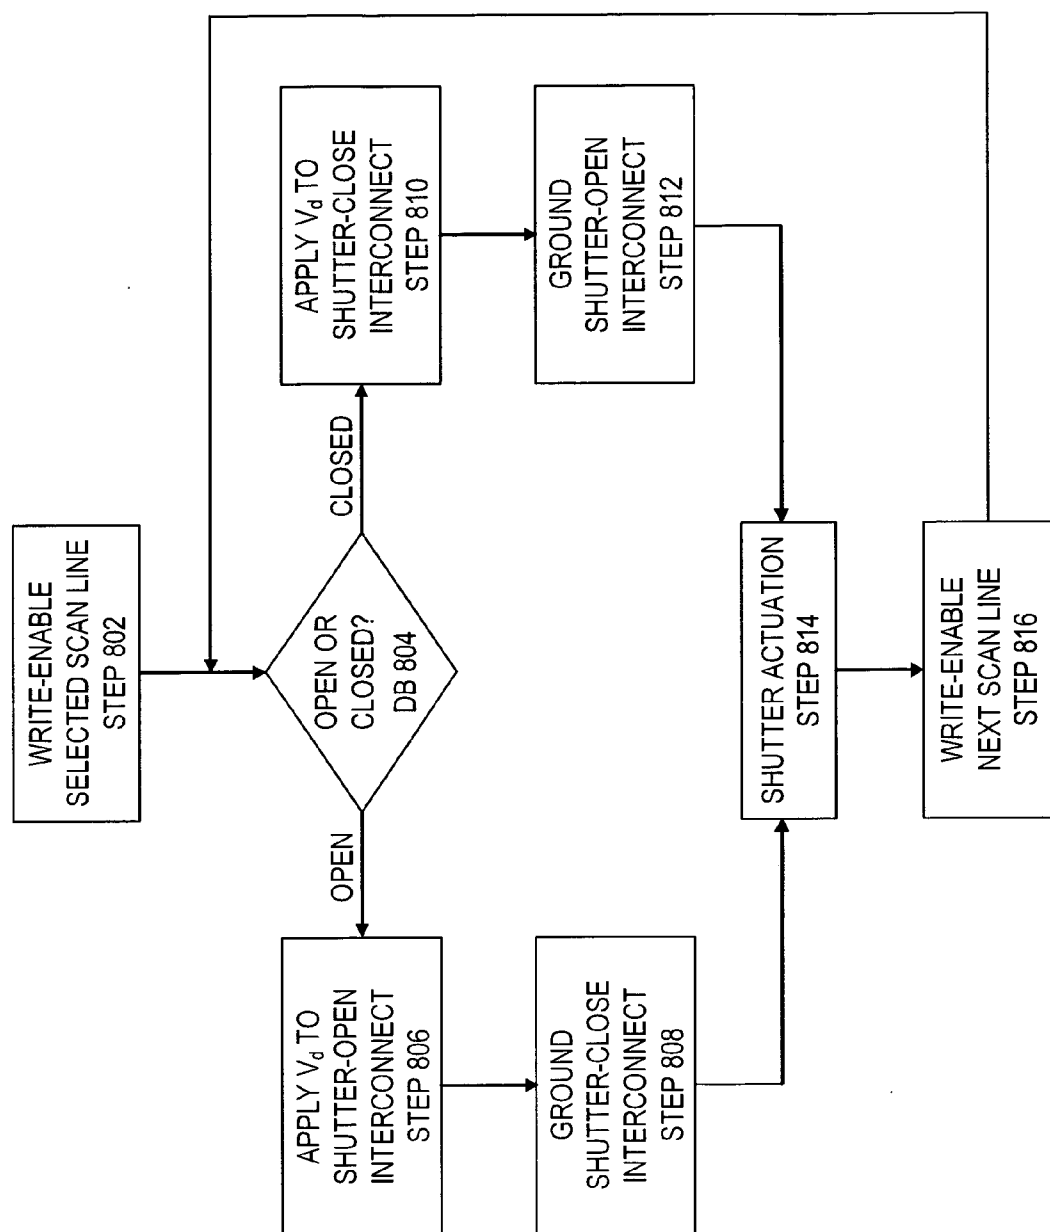 WRITE-ENABLE
SELECTED SCAN LINE
STEP 802
OPEN OR
CLOSED?
DB 804
OPEN
CLOSED
APPLY Vd TO
SHUTTER-OPEN
INTERCONNECT
STEP 806
APPLY Vd TO
SHUTTER-CLOSE
INTERCONNECT
STEP 810
GROUND
SHUTTER-CLOSE
INTERCONNECT
STEP 808
GROUND
SHUTTER-OPEN
INTERCONNECT
STEP 812
SHUTTER ACTUATION
STEP 814
WRITE-ENABLE
NEXT SCAN LINE
STEP 816